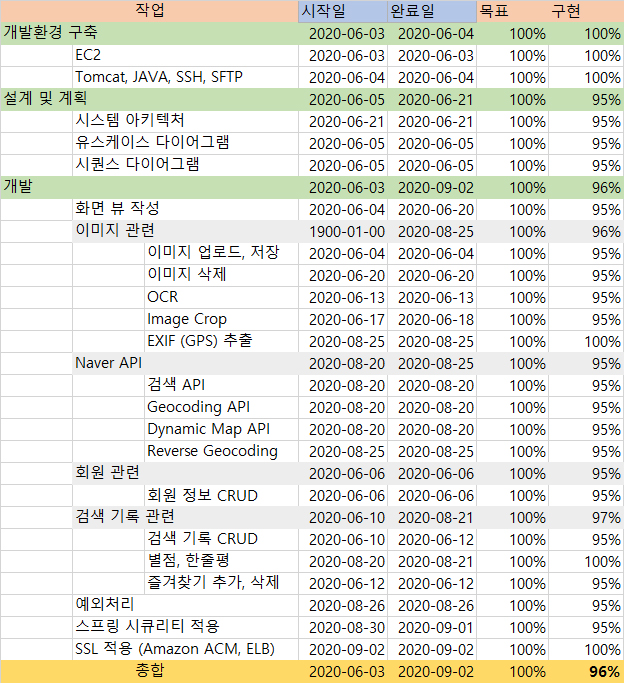 작업 시작일 완료일 목표 구현
개발환경 구축 2020-06-03 2020-06-04 100% 100%
EC2 2020-06-03 2020-06-03 100% 100%
Tomcat, JAVA, SSH, SFTP 2020-06-04 2020-06-04 100% 100%
설계 및 계획 2020-06-05 2020-06-21 100% 95%
시스템 아키텍처 2020-06-21 2020-06-21 100% 95%
유스케이스 다이어그램 2020-06-05 2020-06-05 100% 95%
시퀀스 다이어그램 2020-06-05 2020-06-05 100% 95%
개발 2020-06-03 2020-09-02 100% 96%
화면 뷰 작성 2020-06-04 2020-06-20 100% 95%
이미지 관련 1900-01-00 2020-08-25 100% 96%
이미지 업로드, 저장 2020-06-04 2020-06-04 100% 95%
이미지 삭제 2020-06-20 2020-06-20 100% 95%
OCR 2020-06-13 2020-06-13 100% 95%
Image Crop 2020-06-17 2020-06-18 100% 95%
EXIF (GPS) 추출 2020-08-25 2020-08-25 100% 100%
Naver API 2020-08-20 2020-08-25 100% 95%
검색 API 2020-08-20 2020-08-20 100% 95%
Geocoding API 2020-08-20 2020-08-20 100% 95%
Dynamic Map API 2020-08-20 2020-08-20 100% 95%
Reverse Geocoding 2020-08-25 2020-08-25 100% 95%
회원 관련 2020-06-06 2020-06-06 100% 95%
회원 정보 CRUD 2020-06-06 2020-06-06 100% 95%
검색 기록 관련 2020-06-10 2020-08-21 100% 97%
검색 기록 CRUD 2020-06-10 2020-06-12 100% 95%
별점, 한줄평 2020-08-20 2020-08-21 100% 100%
즐겨찾기 추가, 삭제 2020-06-12 2020-06-12 100% 95%
예외처리 2020-08-26 2020-08-26 100% 95%
스프링 시큐리티 적용 2020-08-30 2020-09-01 100% 95%
SSL 적용 (Amazon ACM, ELB) 2020-09-02 2020-09-02 100% 100%
종합 2020-06-03 2020-09-02 100% 96%